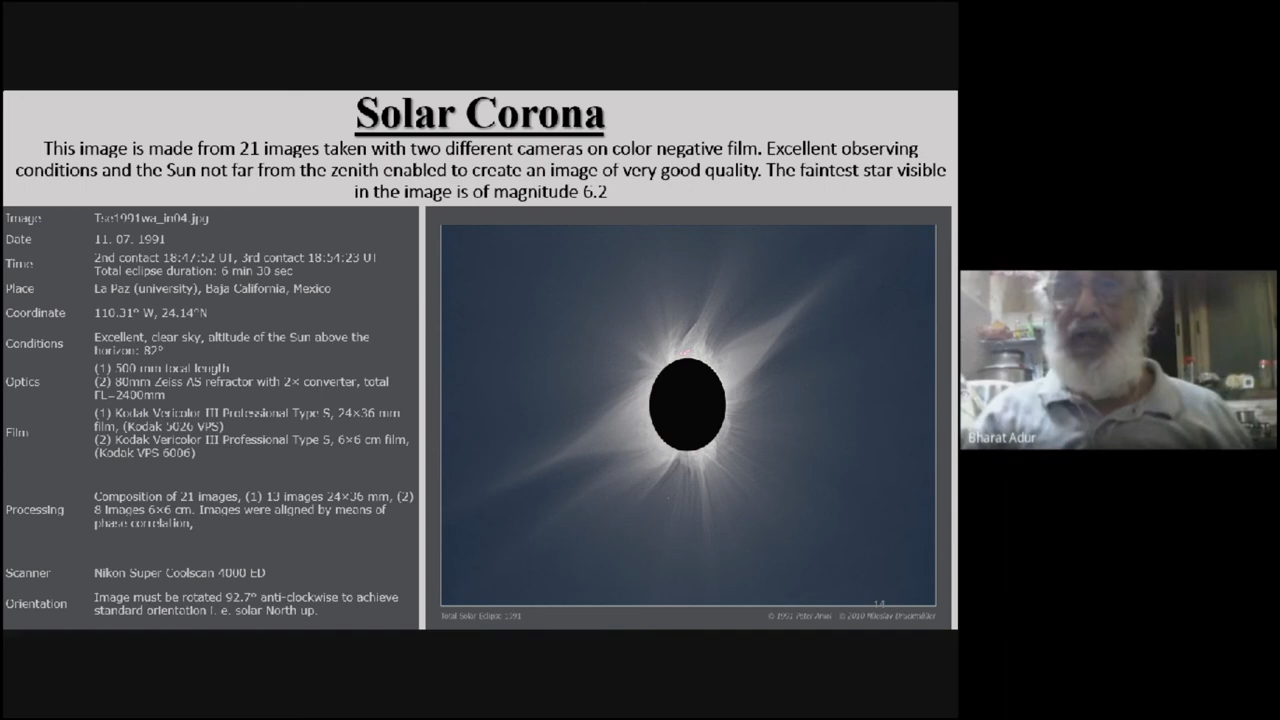 Solar Corona
This image is made from 21 images taken with two different cameras on color negative film. Excellent observing
conditions and the Sun not far from the zenith enabled to create an image of very good quality. The faintest star visible
in the image is of magnitude 6.2
Image Tse1991wa_in04.jpg
Date 11. 07. 1991
Time 2nd contact 18:47:52 UT, 3rd contact 18:54:23 UT
Total eclipse duration: 6 min 30 sec
Place La Paz (university), Baja California, Mexico
Coordinate 110.31° W, 24.14°N
Conditions Excellent, clear sky, altitude of the Sun above the
horizon: 82°
Optics (1) 500 mm focal length
(2) 80mm Zeiss AS refractor with 2× converter, total
FL=2400mm
Film (1) Kodak Vericolor III Professional Type S, 24×36 mm
film, (Kodak 5026 VPS)
(2) Kodak Vericolor III Professional Type S, 6×6 cm film,
(Kodak VPS 6006)
Processing Composition of 21 images, (1) 13 images 24×36 mm, (2)
8 images 6×6 cm. Images were aligned by means of
phase correlation,
Scanner Nikon Super Coolscan 4000 ED
Orientation Image must be rotated 92.7° anti-clockwise to achieve
standard orientation i. e. solar North up.
14
Total Solar Eclipse 1991
© 1991 Peter Aniol © 2010 Miloslav Druckmüller
Bharat Adur